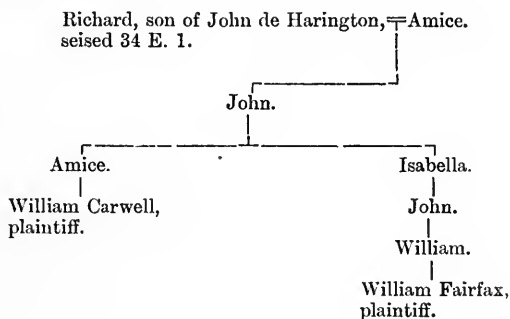 Richard, son of John de Harington,=Amice.
seised 34 E. 1.
John.
Amice. Isabella.
William Carwell,
plaintiff.
John.
William.
William Fairfax,
plaintiff.